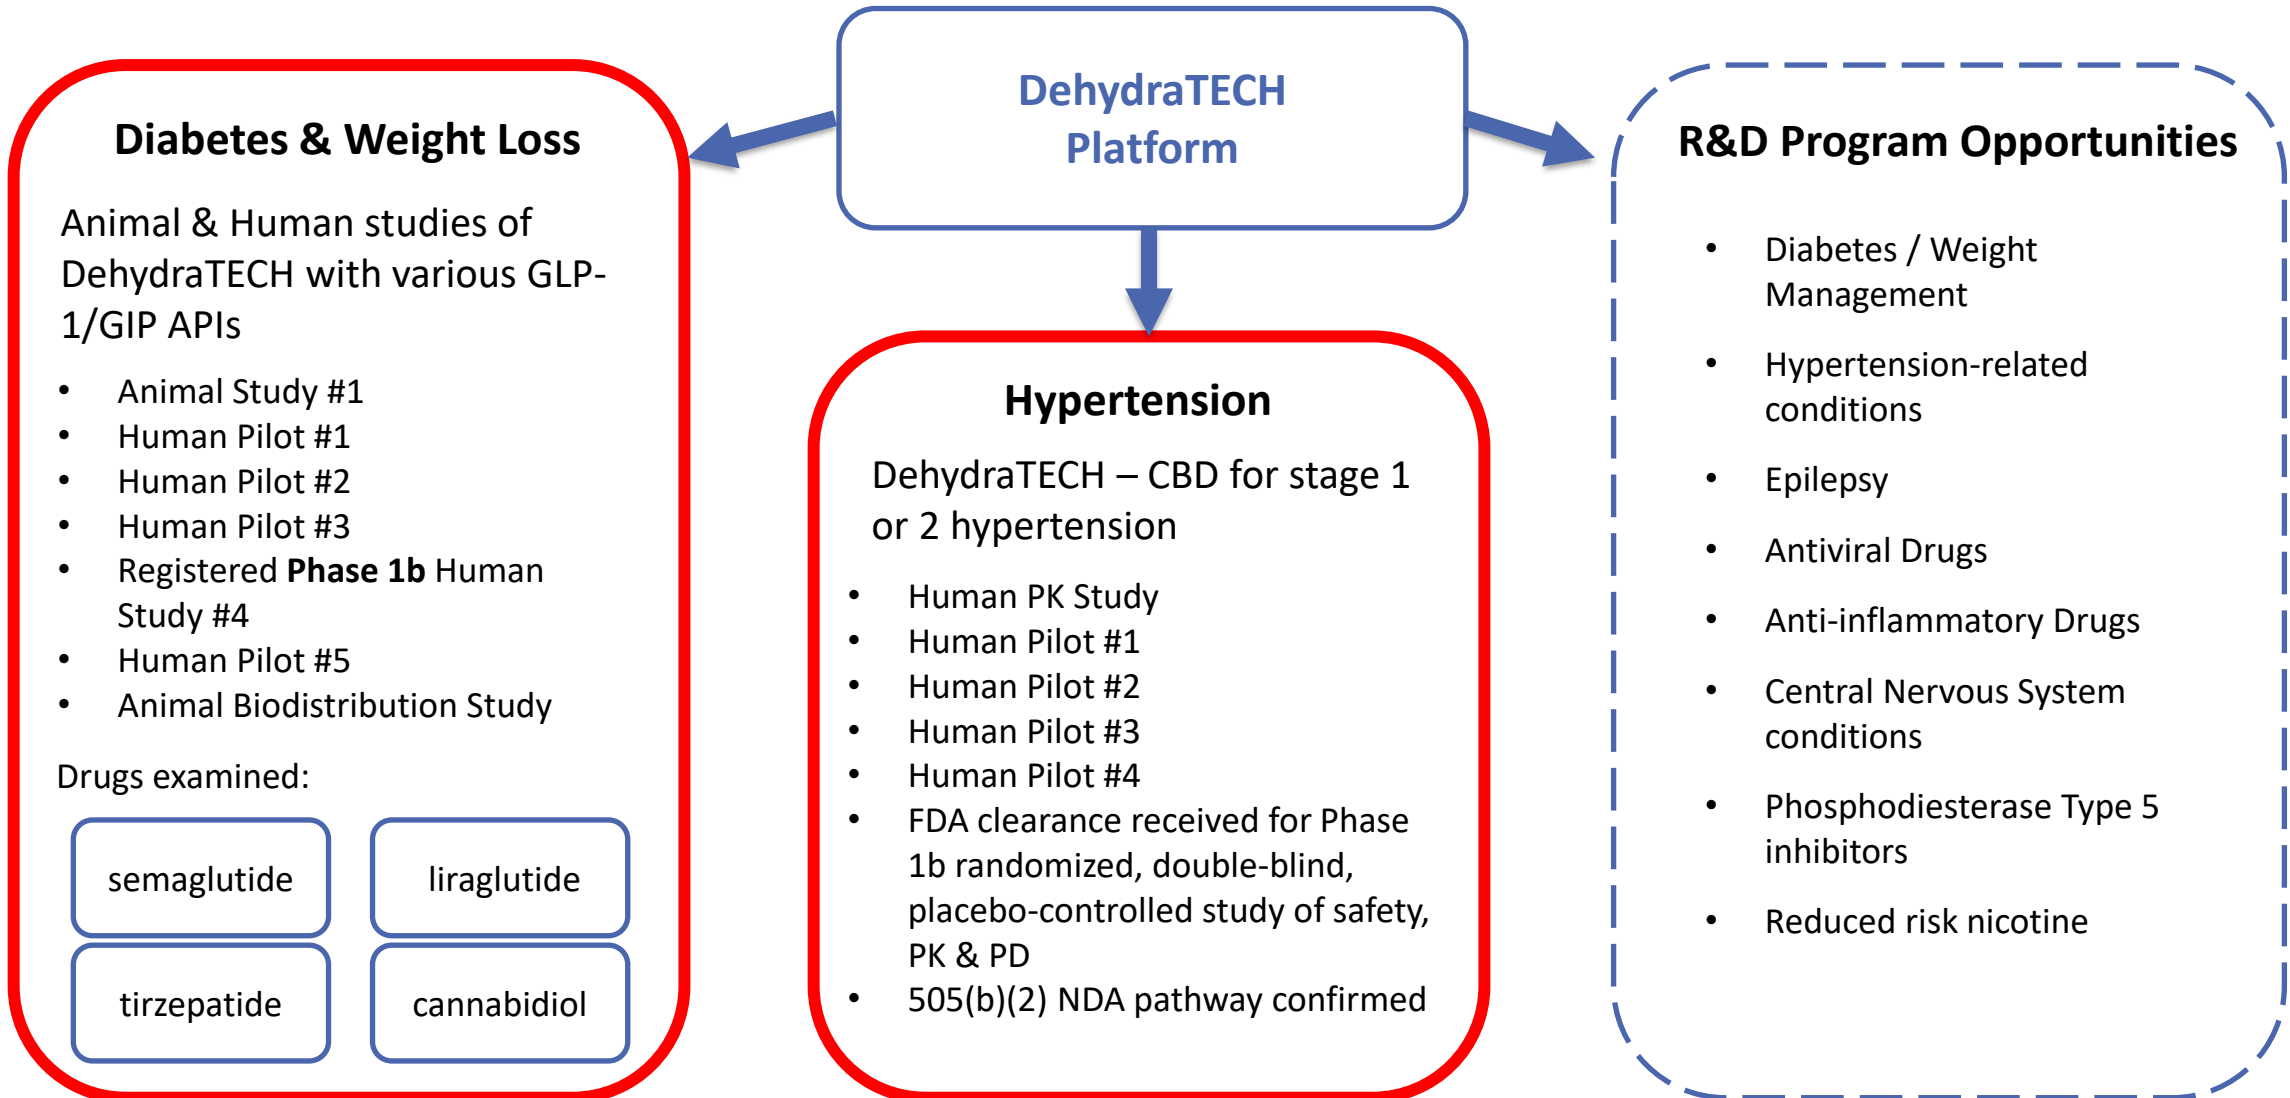 DehydraTECH
Platform
Diabetes & Weight Loss
Animal & Human studies of
DehydraTECH with various GLP-
1/GIP APIs
• Animal Study #1
• Human Pilot #1
• Human Pilot #2
• Human Pilot #3
• Registered Phase 1b Human
Study #4
• Human Pilot #5
• Animal Biodistribution Study
Drugs examined:
semaglutide
liraglutide
tirzepatide
cannabidiol
Hypertension
DehydraTECH – CBD for stage 1
or 2 hypertension
• Human PK Study
• Human Pilot #1
• Human Pilot #2
• Human Pilot #3
• Human Pilot #4
• FDA clearance received for Phase
1b randomized, double-blind,
placebo-controlled study of safety,
PK & PD
• 505(b)(2) NDA pathway confirmed
R&D Program Opportunities
• Diabetes / Weight
Management
• Hypertension-related
conditions
• Epilepsy
• Antiviral Drugs
• Anti-inflammatory Drugs
• Central Nervous System
conditions
• Phosphodiesterase Type 5
inhibitors
• Reduced risk nicotine